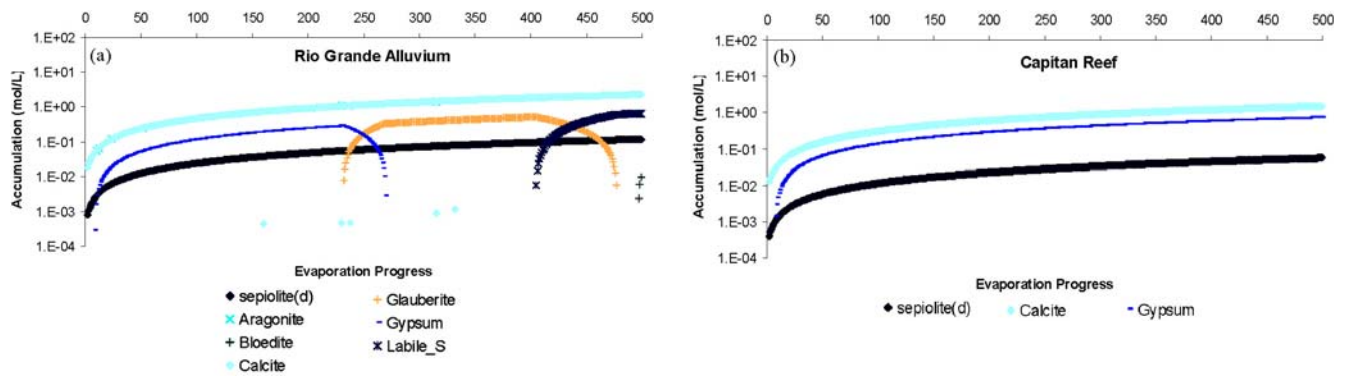 0 50 100 150 200 250 300 350 400 450 500
1.E+02
(a)
Rio Grande Alluvium
1.E+01
1.E+00
1.E-01
1.E-02
1.E-03
1.E-04
Accumulation (mol/L)
Evaporation Progress
sepiolite(d)
Aragonite
Bloedite
Calcite
Glauberite
Gypsum
Labile_S
0 50 100 150 200 250 300 350 400 450 500
1.E+02
(b)
Capitan Reef
1.E+01
1.E+00
1.E-01
1.E-02
1.E-03
1.E-04
Accumulation (mol/L)
Evaporation Progress
sepiolite(d) Calcite Gypsum